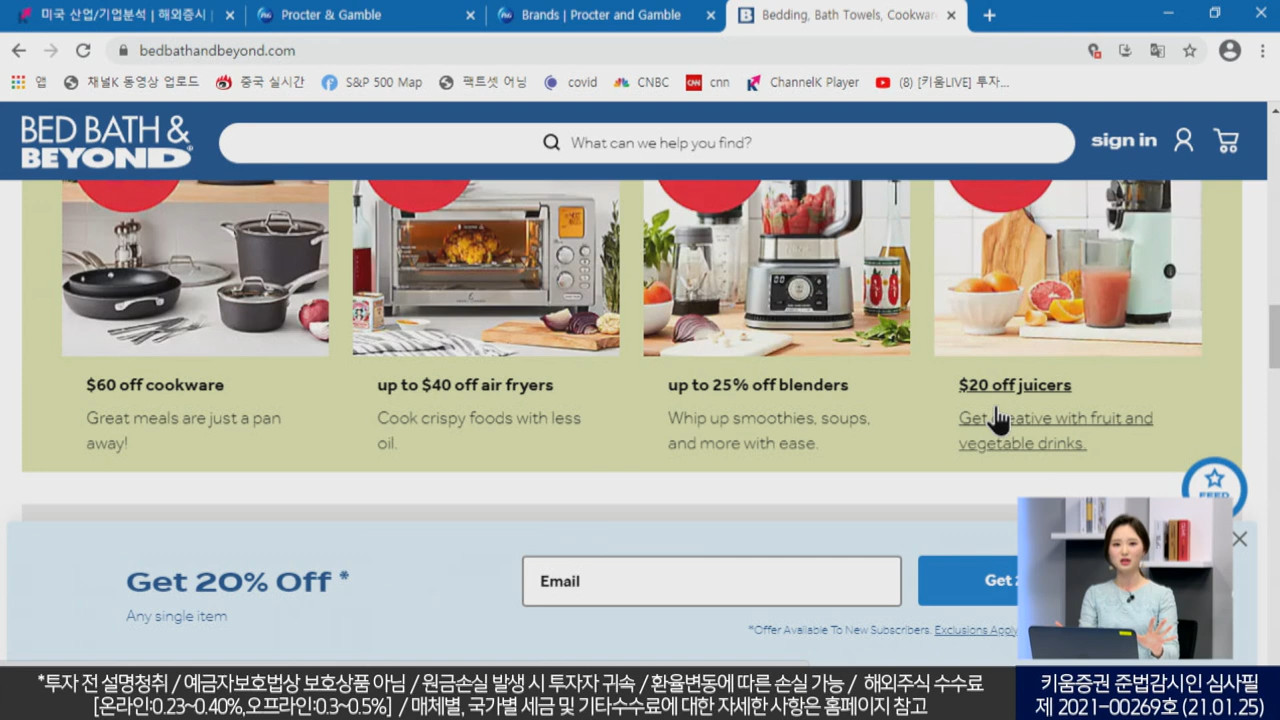 미국 산업/기업분석 | 해외증시
Procter & Gamble
Brands | Procter and Gamble
Bedding, Bath Towels, Cookwar
bedbathandbeyond.com
앱
채널K 동영상 업로드
중국 실시간
S&P 500 Map
팩트셋 어닝
covid
CNBC
cnn
ChannelK Player
(8) [키움LIVE] 투자...
BED BATH &
BEYOND
What can we help you find?
sign in
$60 off cookware
Great meals are just a pan
away!
up to $40 off air fryers
Cook crispy foods with less
oil.
up to 25% off blenders
Whip up smoothies, soups,
and more with ease.
$20 off juicers
Get creative with fruit and
vegetable drinks.
Get 20% Off *
Any single item
Email
Get
*Offer Available To New Subscribers. Exclusions Apply
*투자 전 설명청취 / 예금자보호법상 보호상품 아님 / 원금손실 발생 시 투자자 귀속 / 환율변동에 따른 손실 가능 / 해외주식 수수료
[온라인:0.23~0.40%,오프라인:0.3~0.5%] / 매체별, 국가별 세금 및 기타수수료에 대한 자세한 사항은 홈페이지 참고
키움증권 준법감시인 심사필
제 2021-00269호 (21.01.25)